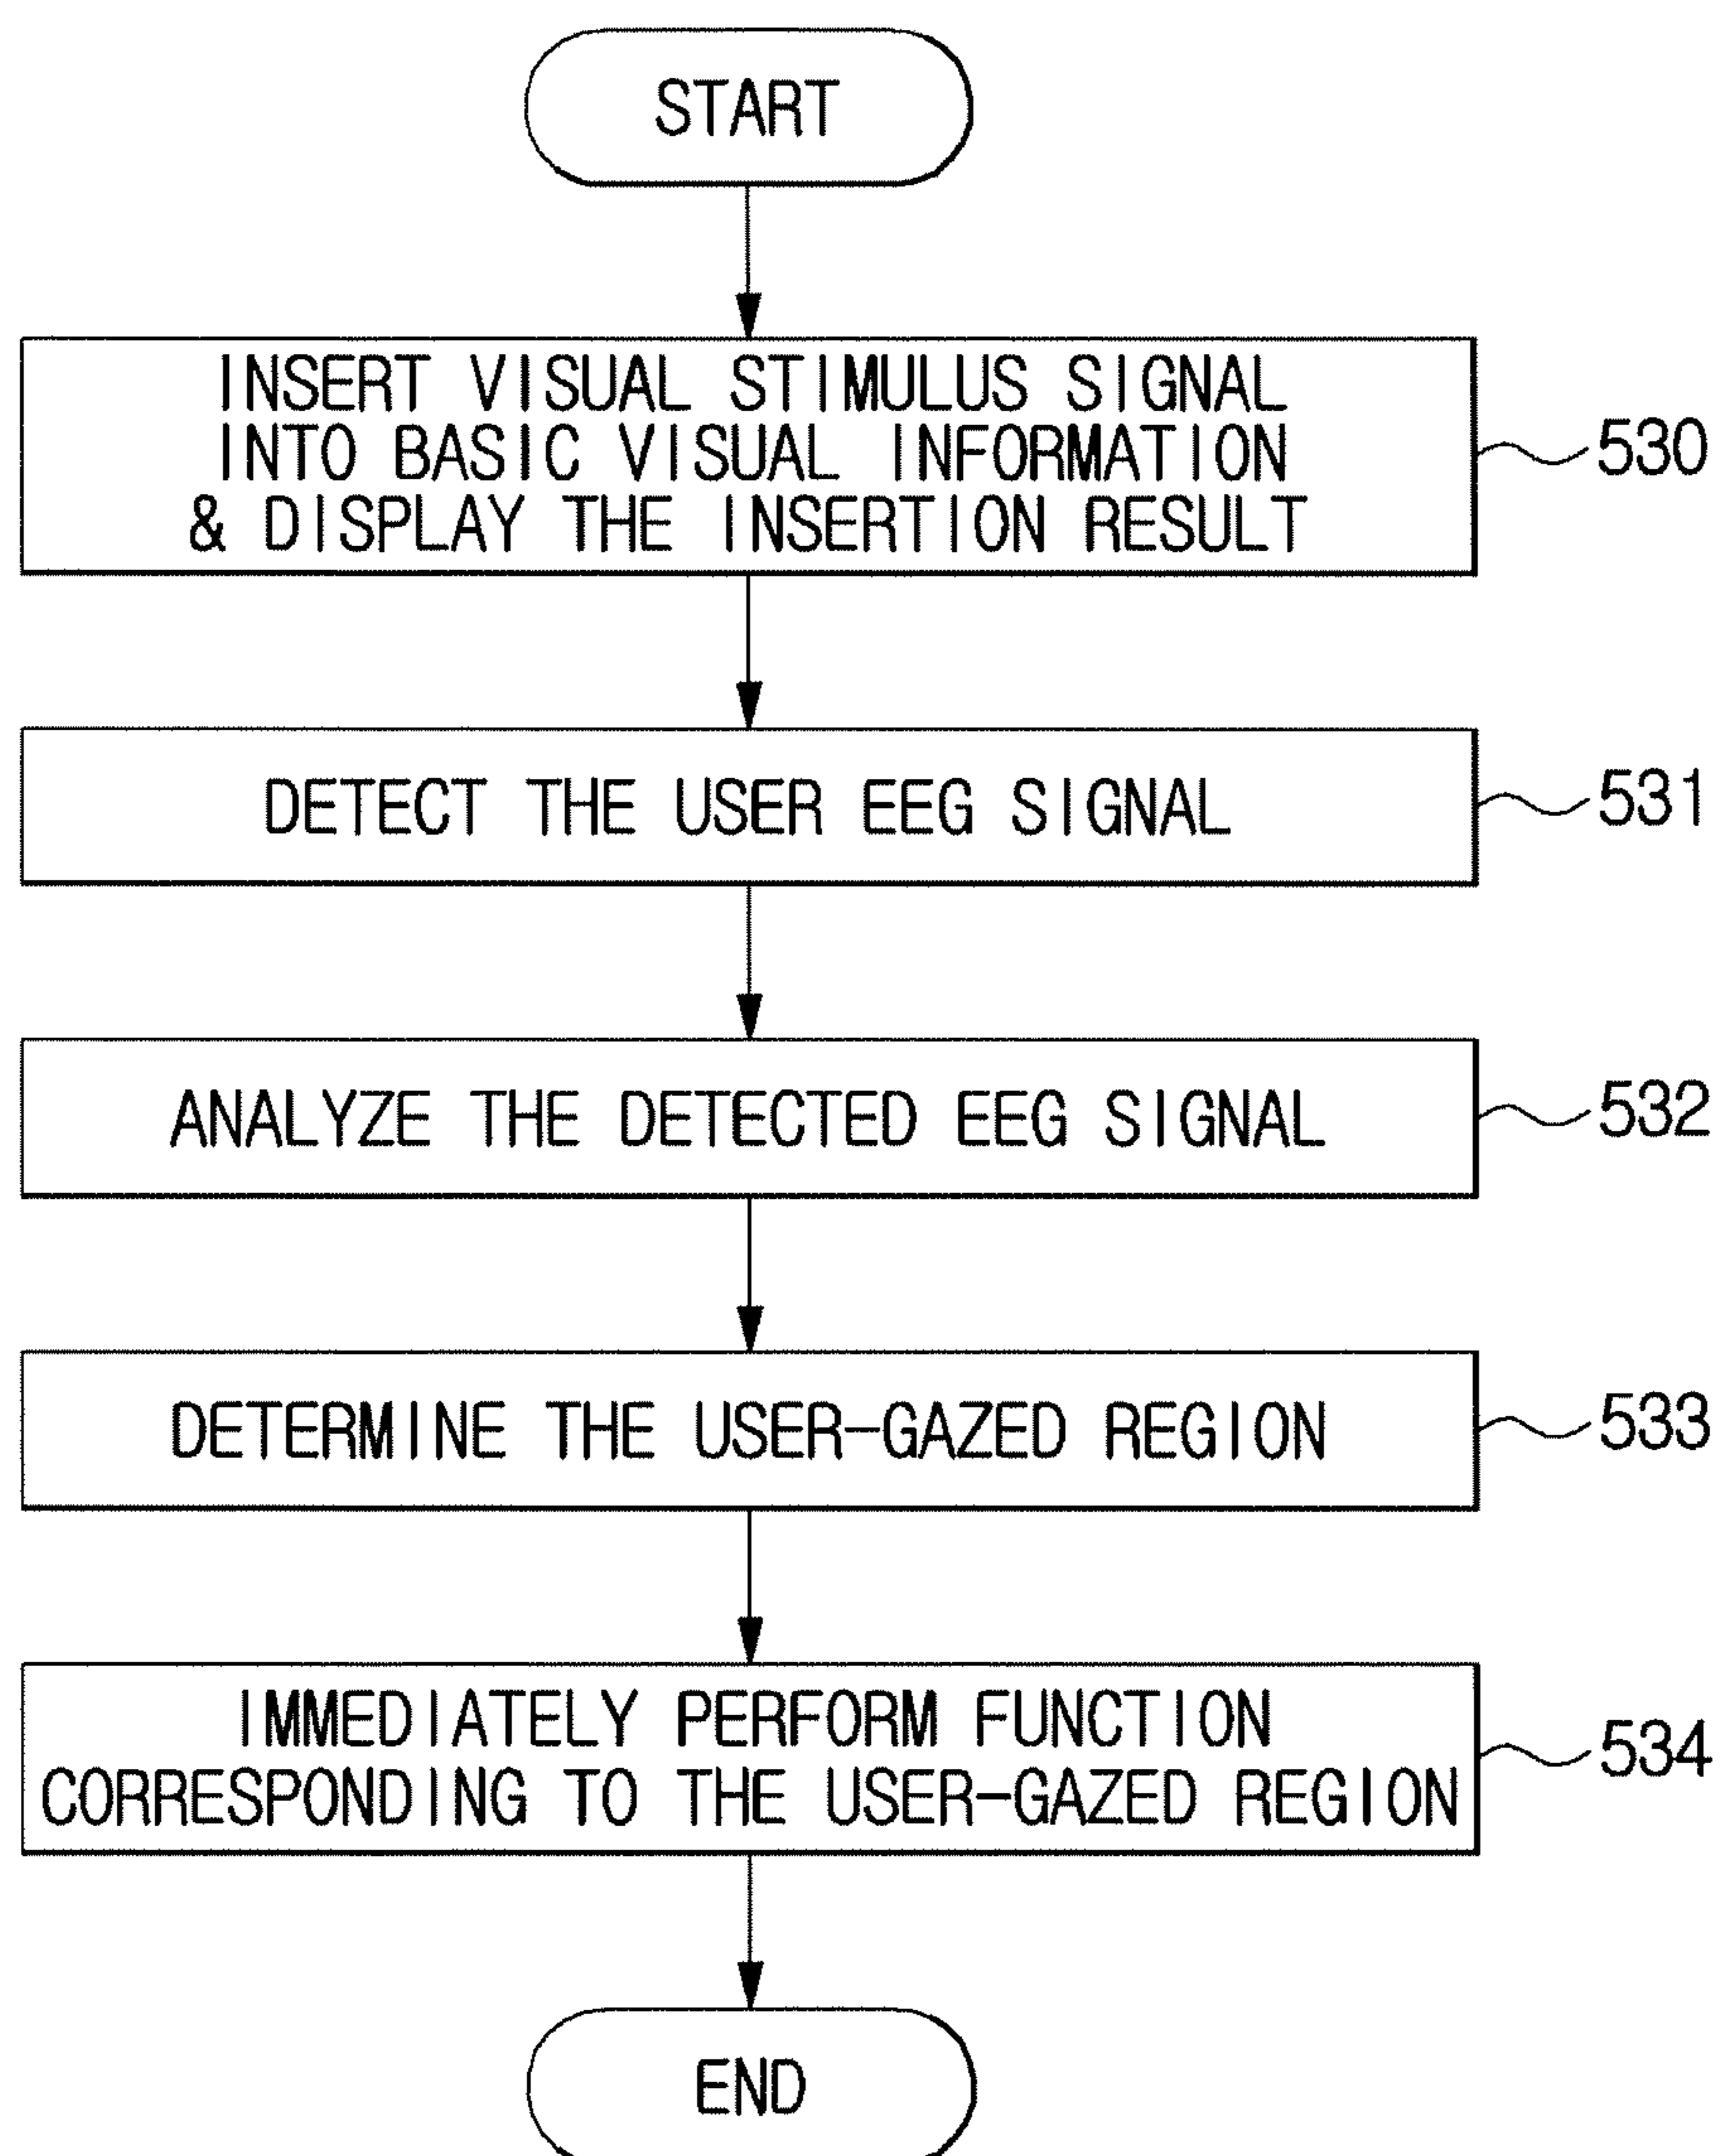 START
INSERT VISUAL STIMULUS SIGNAL
INTO BASIC VISUAL INFORMATION
& DISPLAY THE INSERTION RESULT
530
DETECT THE USER EEG SIGNAL
531
ANALYZE THE DETECTED EEG SIGNAL
532
DETERMINE THE USER-GAZED REGION
533
IMMEDIATELY PERFORM FUNCTION
CORRESPONDING TO THE USER-GAZED REGION
534
END